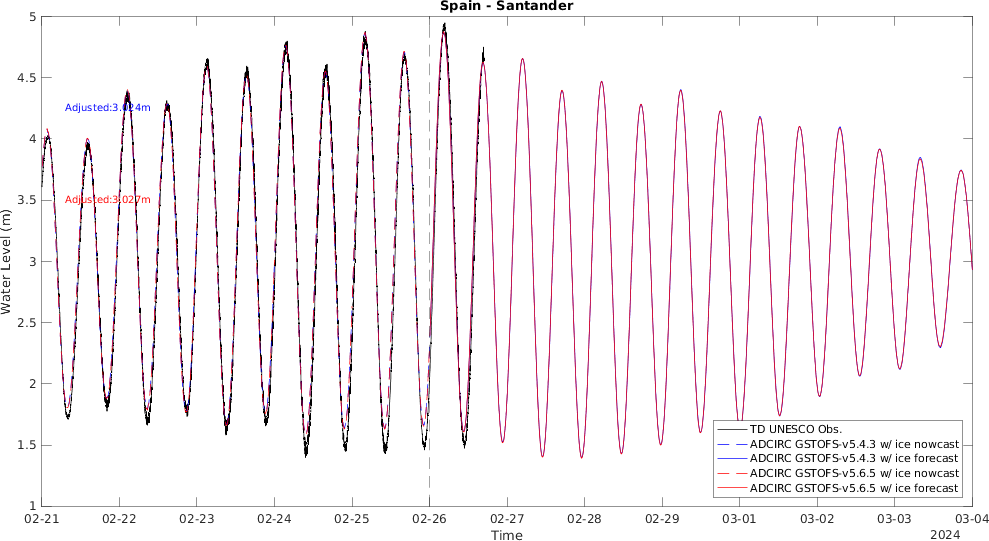 Spain - Santander
5
4.5
4
3.5
3
2.5
2
1.5
1
Water Level (m)
Adjusted:3.024m
Adjusted:3.027m
TD UNESCO Obs.
ADCIRC GSTOFS-v5.4.3 w/ ice nowcast
ADCIRC GSTOFS-v5.4.3 w/ ice forecast
ADCIRC GSTOFS-v5.6.5 w/ ice nowcast
ADCIRC GSTOFS-v5.6.5 w/ ice forecast
02-21 02-22 02-23 02-24 02-25 02-26 02-27 02-28 02-29 03-01 03-02 03-03 03-04
Time
2024